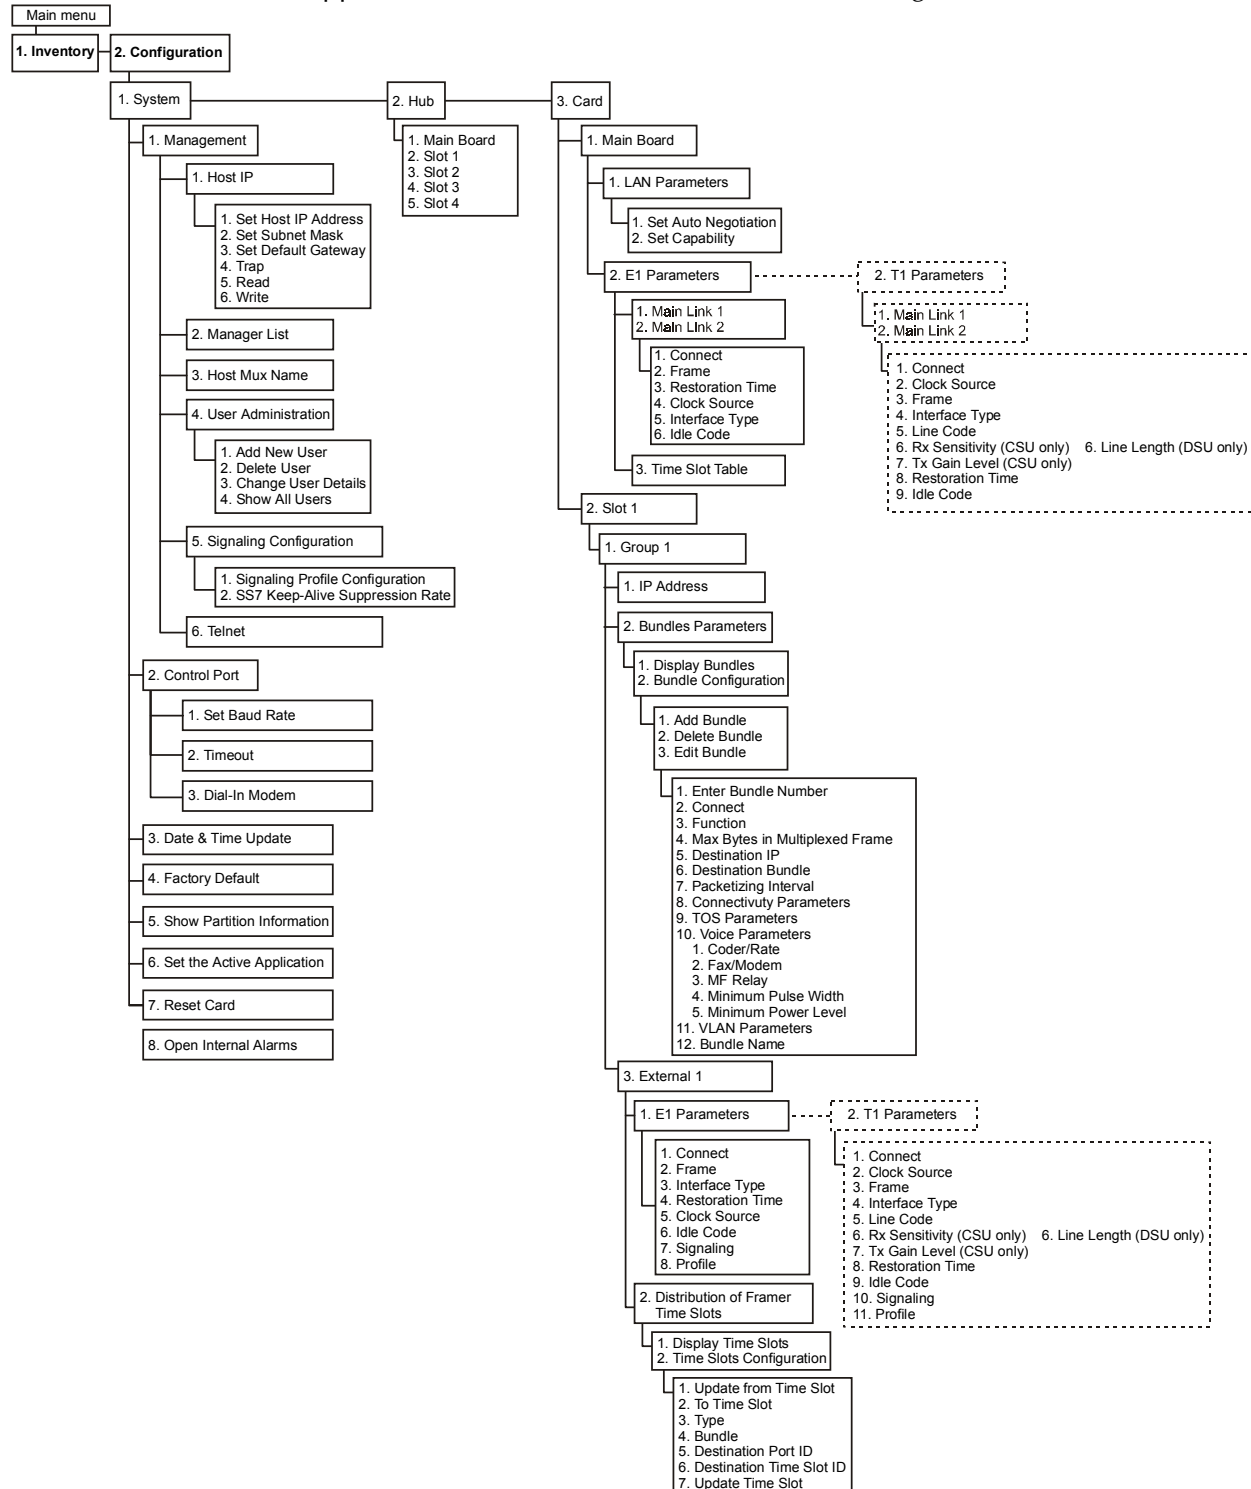 Main menu
1. Inventory
2. Configuration
1. System
2. Hub
3. Card
1. Management
1. Host IP
1. Set Host IP Address
2. Set Subnet Mask
3. Set Default Gateway
4. Trap
5. Read
6. Write
2. Manager List
3. Host Mux Name
4. User Administration
1. Add New User
2. Delete User
3. Change User Details
4. Show All Users
5. Signaling Configuration
1. Signaling Profile Configuration
2. SS7 Keep-Alive Suppression Rate
6. Telnet
2. Control Port
1. Set Baud Rate
2. Timeout
3. Dial-In Modem
3. Date & Time Update
4. Factory Default
5. Show Partition Information
6. Set the Active Application
7. Reset Card
8. Open Internal Alarms
1. Main Board
2. Slot 1
3. Slot 2
4. Slot 3
5. Slot 4
1. Main Board
1. LAN Parameters
1. Set Auto Negotiation
2. Set Capability
2. E1 Parameters
1. Main Link 1
2. Main LInk 2
1. Connect
2. Frame
3. Restoration Time
4. Clock Source
5. Interface Type
6. Idle Code
3. Time Slot Table
2. T1 Parameters
1. Main Link 1
2. Main Link 2
1. Connect
2. Clock Source
3. Frame
4. Interface Type
5. Line Code
6. Rx Sensitivity (CSU only) 6. Line Length (DSU only)
7. Tx Gain Level (CSU only)
8. Restoration Time
9. Idle Code
2. Slot 1
1. Group 1
1. IP Address
2. Bundles Parameters
1. Display Bundles
2. Bundle Configuration
1. Add Bundle
2. Delete Bundle
3. Edit Bundle
1. Enter Bundle Number
2. Connect
3. Function
4. Max Bytes in Multiplexed Frame
5. Destination IP
6. Destination Bundle
7. Packetizing Interval
8. Connectivuty Parameters
9. TOS Parameters
10. Voice Parameters
1. Coder/Rate
2. Fax/Modem
3. MF Relay
4. Minimum Pulse Width
5. Minimum Power Level
11. VLAN Parameters
12. Bundle Name
3. External 1
1. E1 Parameters
1. Connect
2. Frame
3. Interface Type
4. Restoration Time
5. Clock Source
6. Idle Code
7. Signaling
8. Profile
2. T1 Parameters
1. Connect
2. Clock Source
3. Frame
4. Interface Type
5. Line Code
6. Rx Sensitivity (CSU only) 6. Line Length (DSU only)
7. Tx Gain Level (CSU only)
8. Restoration Time
9. Idle Code
10. Signaling
11. Profile
2. Distribution of Framer
Time Slots
1. Display Time Slots
2. Time Slots Configuration
1. Update from Time Slot
2. To Time Slot
3. Type
4. Bundle
5. Destination Port ID
6. Destination Time Slot ID
7. Update Time Slot